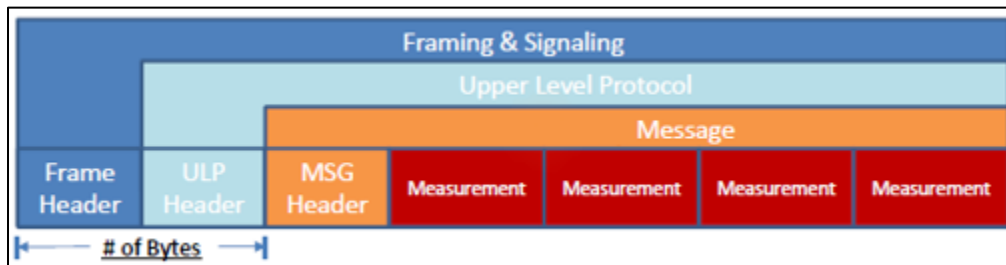 Framing & Signaling
Upper Level Protocol
Message
Frame Header
ULP Header
MSG Header
Measurement
Measurement
Measurement
Measurement
# of Bytes